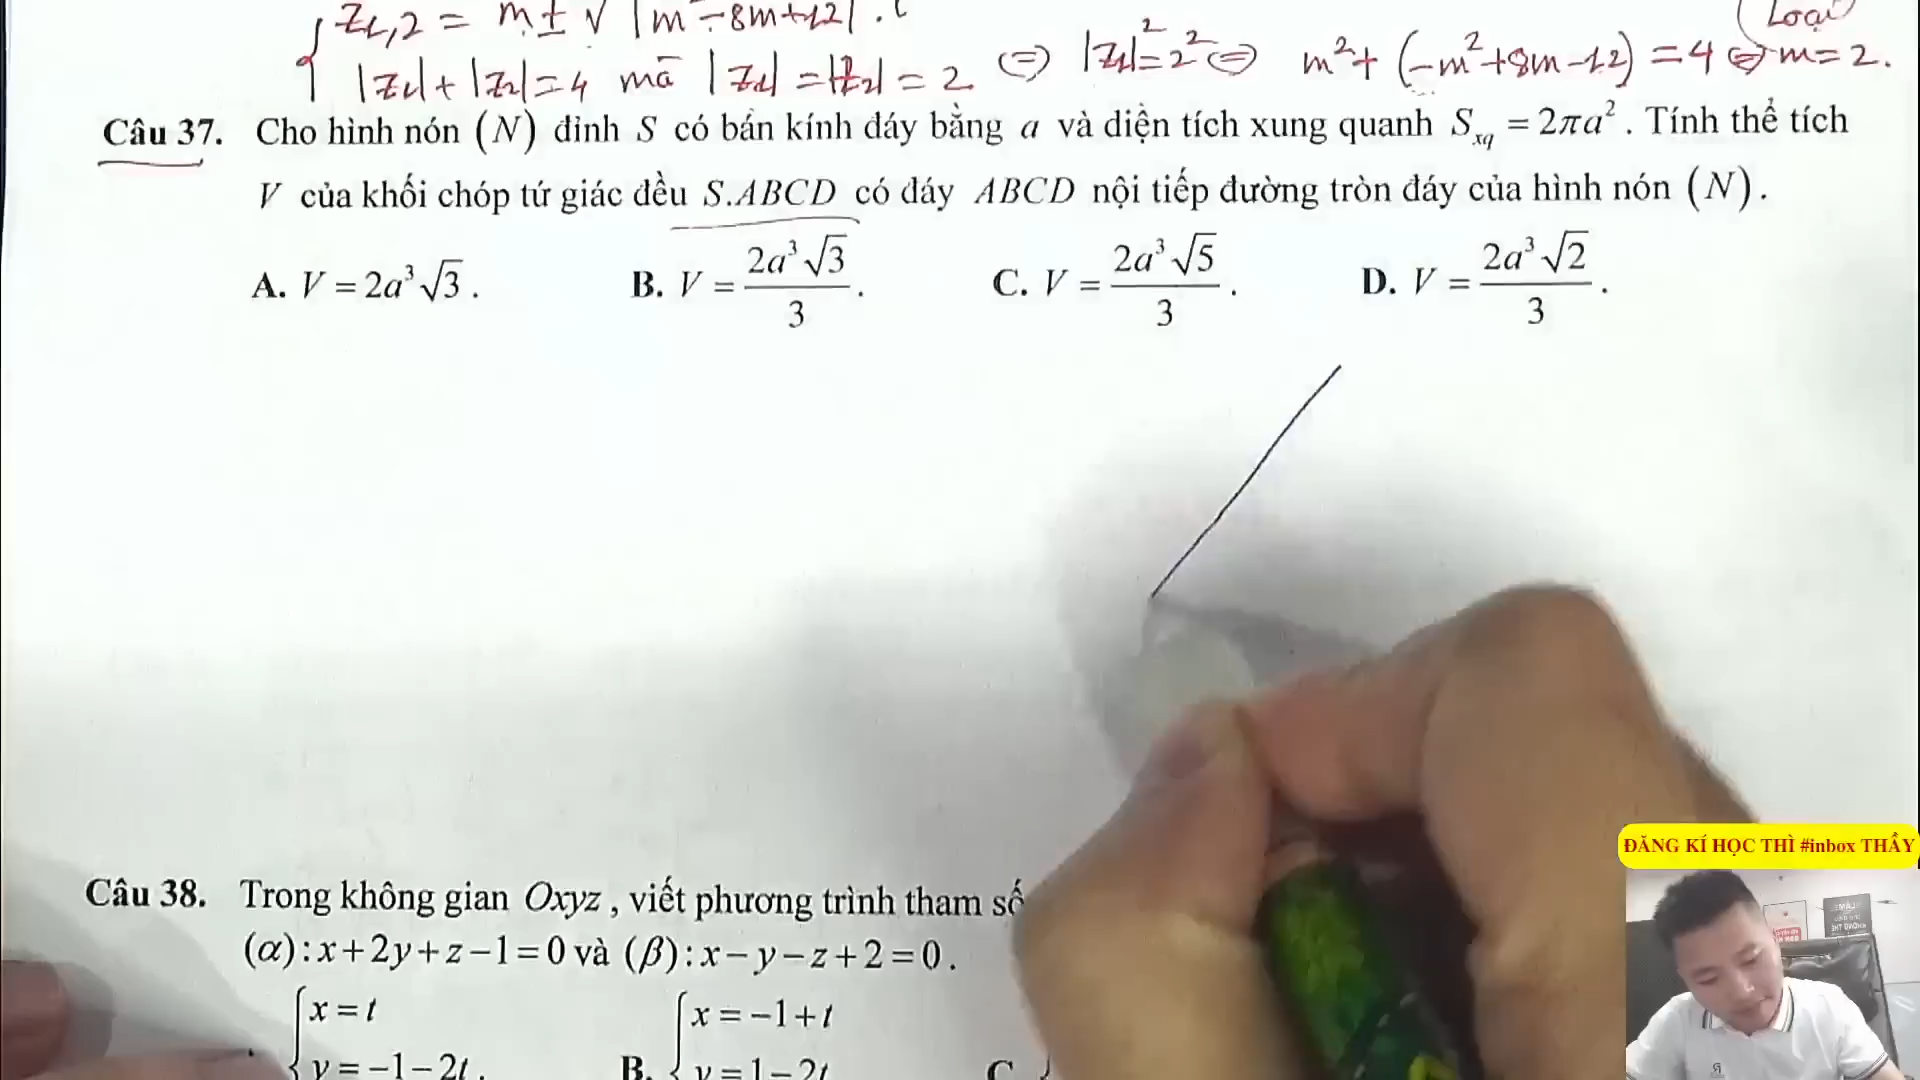 z₁,₂ = m ± √|m²-8m+12| . i
(Loại)
|z₁|+|z₂|=4 mà |z₁| = |z₂| = 2 ⇔ |z₁|²=2² ⇔ m²+(-m²+8m-12)=4 ⇔ m=2.
Câu 37. Cho hình nón (N) đỉnh S có bán kính đáy bằng a và diện tích xung quanh S_xq = 2πa². Tính thể tích
V của khối chóp tứ giác đều S.ABCD có đáy ABCD nội tiếp đường tròn đáy của hình nón (N).
A. V = 2a³√3. B. V = 2a³√3/3. C. V = 2a³√5/3. D. V = 2a³√2/3.
Câu 38. Trong không gian Oxyz, viết phương trình tham số
(α): x+2y+z-1=0 và (β): x-y-z+2=0.
x = t
y = -1-2t.
B. x = -1+t
y = 1-2t
C.
ĐĂNG KÍ HỌC THÌ #inbox THẦY